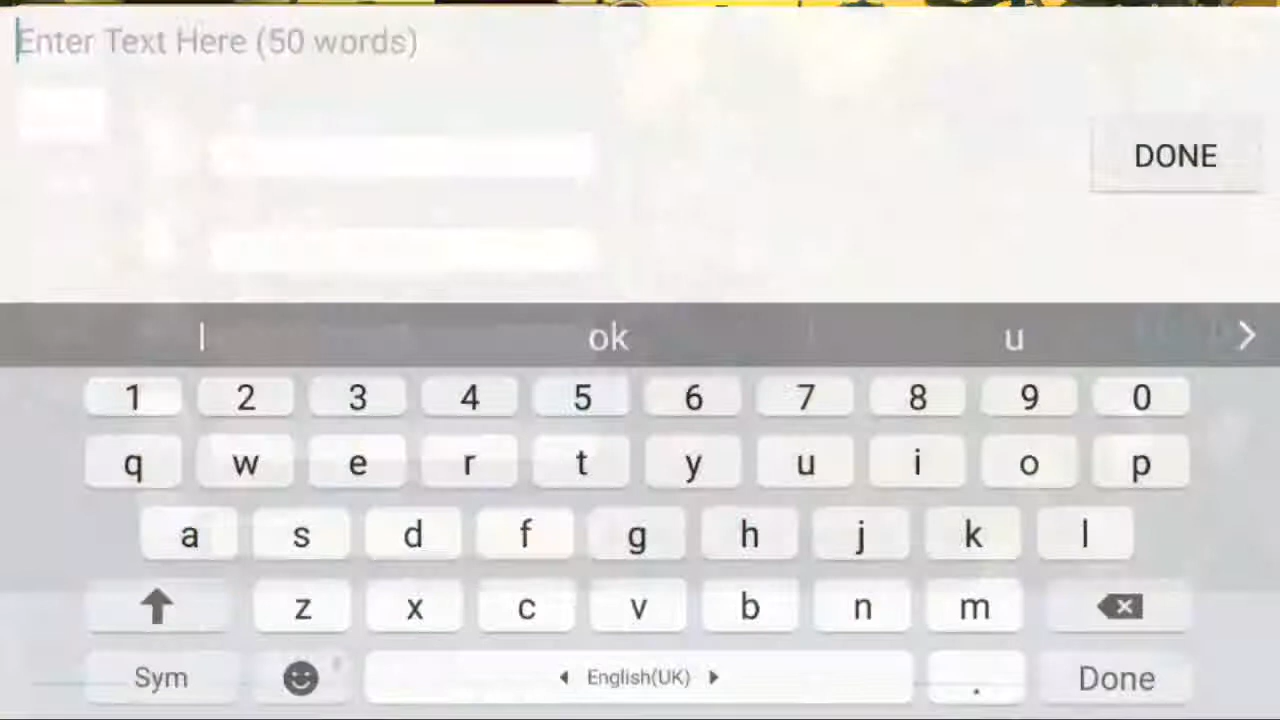 Enter Text Here (50 words)
DONE
l ok u
1 2 3 4 5 6 7 8 9 0
q w e r t y u i o p
a s d f g h j k l
z x c v b n m
Sym English(UK) . Done